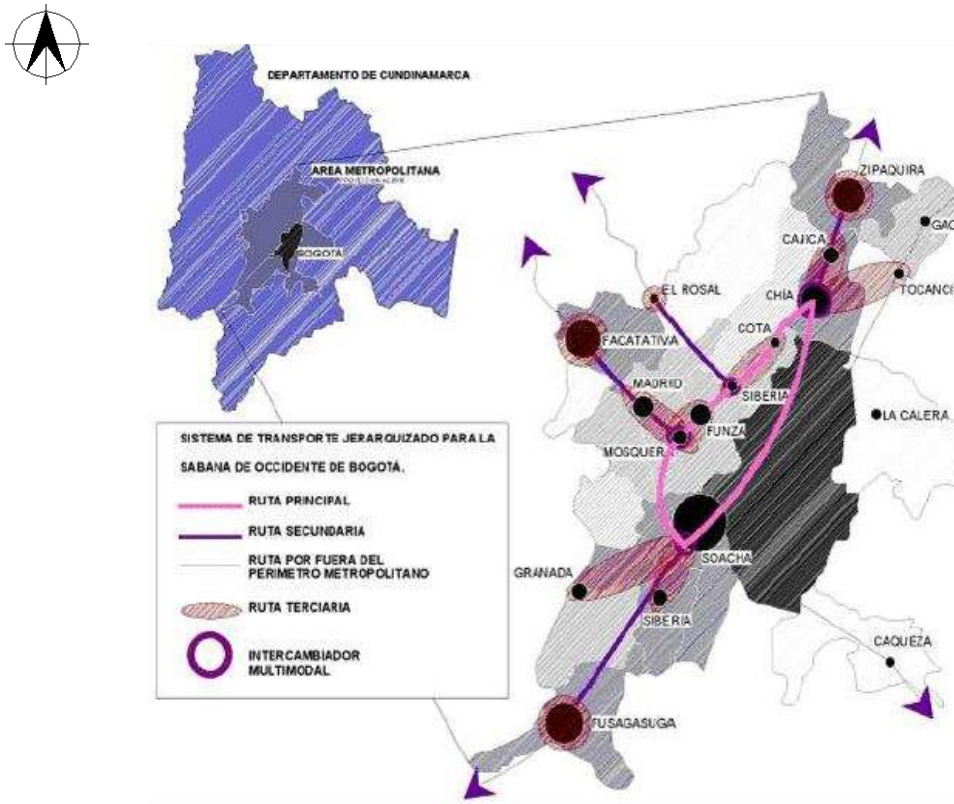 DEPARTAMENTO DE CUNDINAMARCA
AREA METROPOLITANA
BOGOTA
ZIPAQUIRA
GAC
CAJICA
TOCANCI
CHÍA
EL ROSAL
COTA
FACATATIVA
MADRID
SIBERIA
LA CALERA
FUNZA
MOSQUER
SISTEMA DE TRANSPORTE JERARQUIZADO PARA LA
SABANA DE OCCIDENTE DE BOGOTÁ.
RUTA PRINCIPAL
RUTA SECUNDARIA
RUTA POR FUERA DEL
PERIMETRO METROPOLITANO
RUTA TERCIARIA
INTERCAMBIADOR
MULTIMODAL
SOACHA
GRANADA
SIBERIA
CAQUEZA
FUSAGASUGA